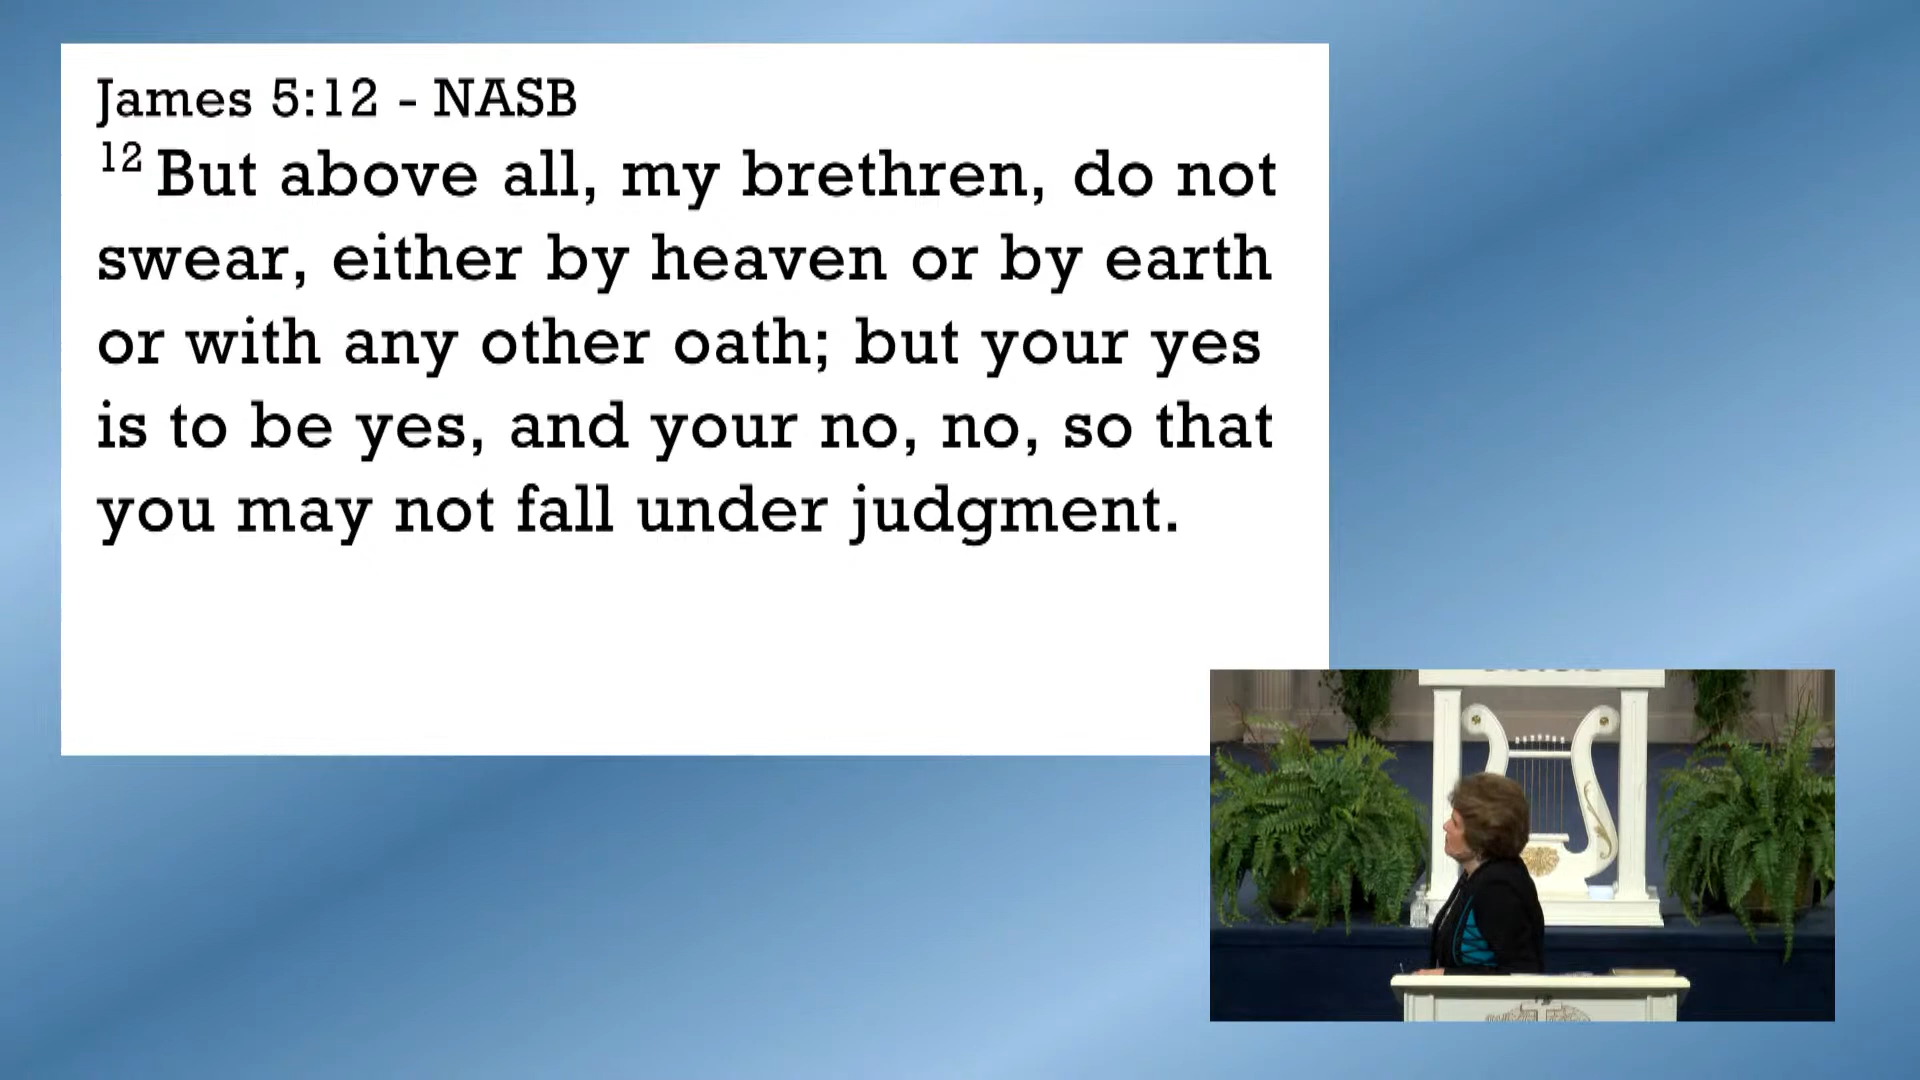 James 5:12 - NASB
12 But above all, my brethren, do not
swear, either by heaven or by earth
or with any other oath; but your yes
is to be yes, and your no, no, so that
you may not fall under judgment.